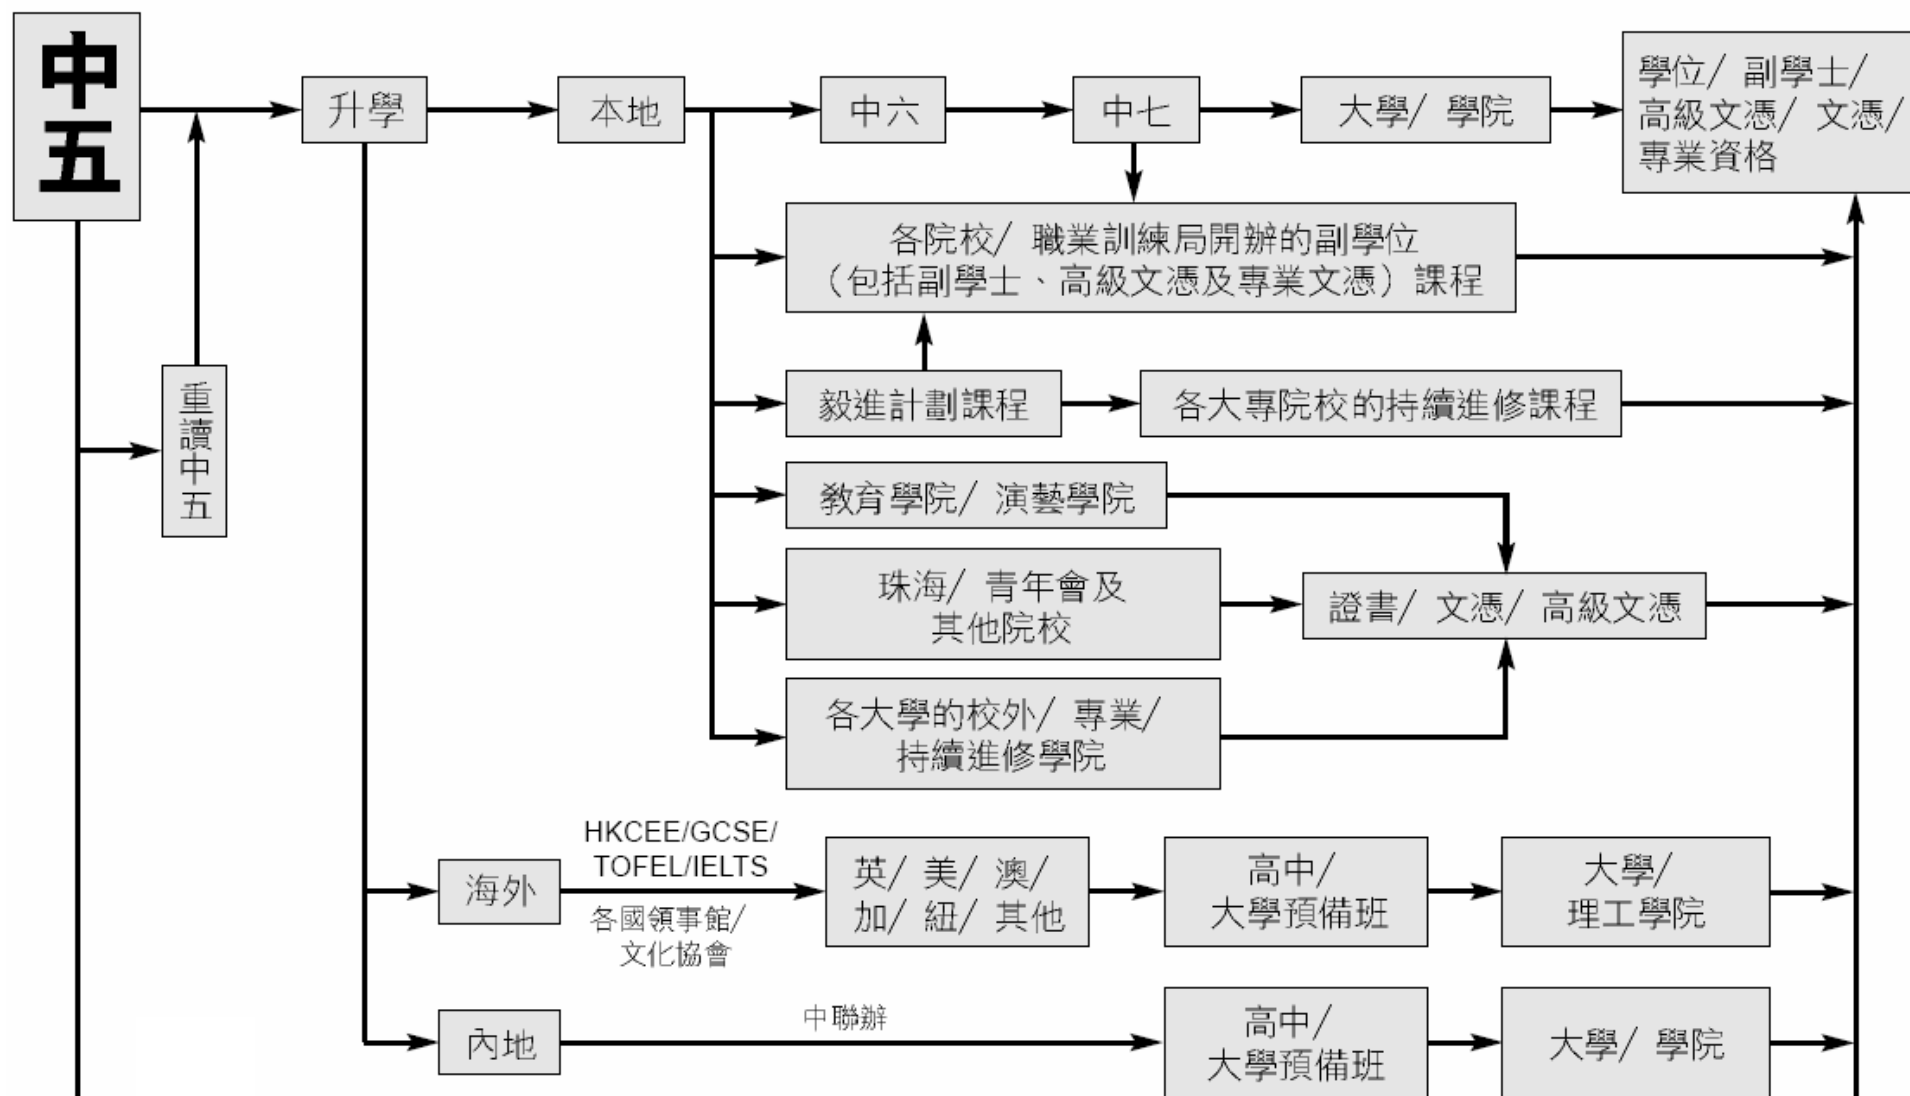 中五
升學
本地
中六
中七
大學/ 學院
學位/ 副學士/
高級文憑/ 文憑/
專業資格
各院校/ 職業訓練局開辦的副學位
（包括副學士、高級文憑及專業文憑）課程
重讀中五
毅進計劃課程
各大專院校的持續進修課程
教育學院/ 演藝學院
珠海/ 青年會及
其他院校
證書/ 文憑/ 高級文憑
各大學的校外/ 專業/
持續進修學院
海外
HKCEE/GCSE/
TOFEL/IELTS
各國領事館/
文化協會
英/ 美/ 澳/
加/ 紐/ 其他
高中/
大學預備班
大學/
理工學院
內地
中聯辦
高中/
大學預備班
大學/ 學院